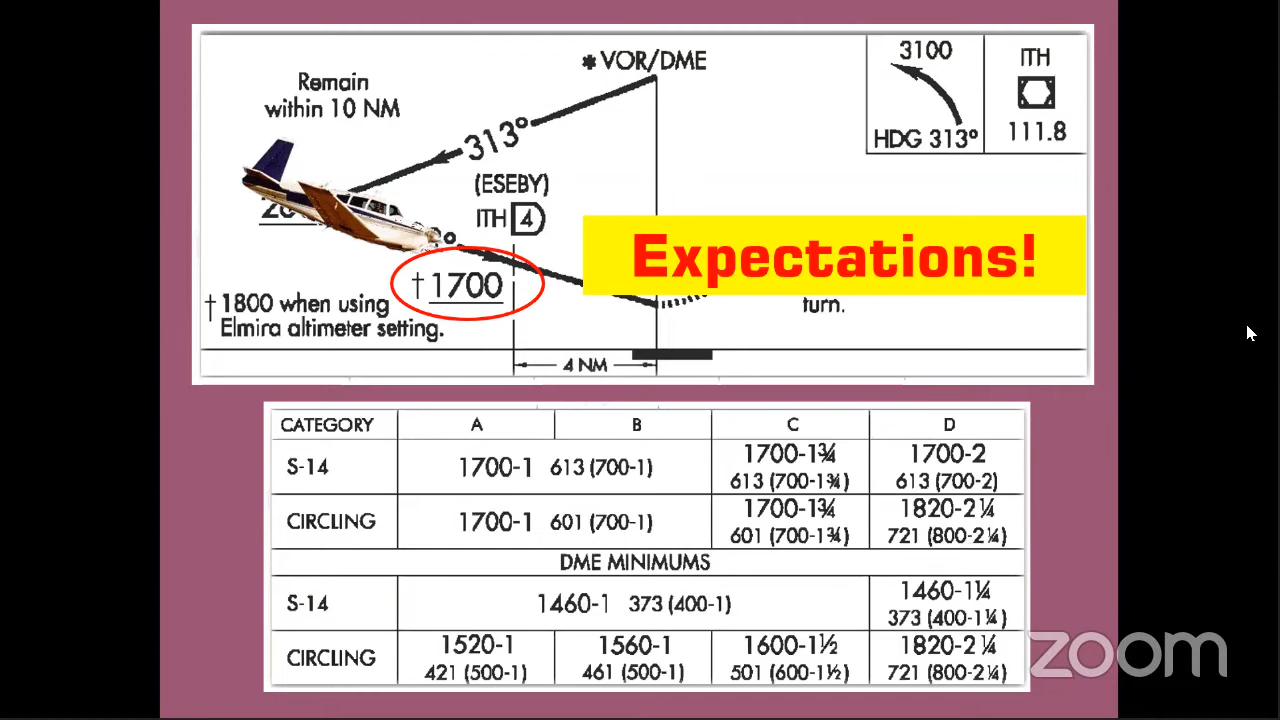 Remain
within 10 NM
✱ VOR/DME
3100
HDG 313°
ITH
111.8
313°
(ESEBY)
ITH 4
Expectations!
† 1700
† 1800 when using
Elmira altimeter setting.
turn.
4 NM
CATEGORY A B C D
S-14 1700-1 613 (700-1) 1700-1¾ 613 (700-1¾) 1700-2 613 (700-2)
CIRCLING 1700-1 601 (700-1) 1700-1¾ 601 (700-1¾) 1820-2¼ 721 (800-2¼)
DME MINIMUMS
S-14 1460-1 373 (400-1) 1460-1¼ 373 (400-1¼)
CIRCLING 1520-1 421 (500-1) 1560-1 461 (500-1) 1600-1½ 501 (600-1½) 1820-2¼ 721 (800-2¼)
zoom